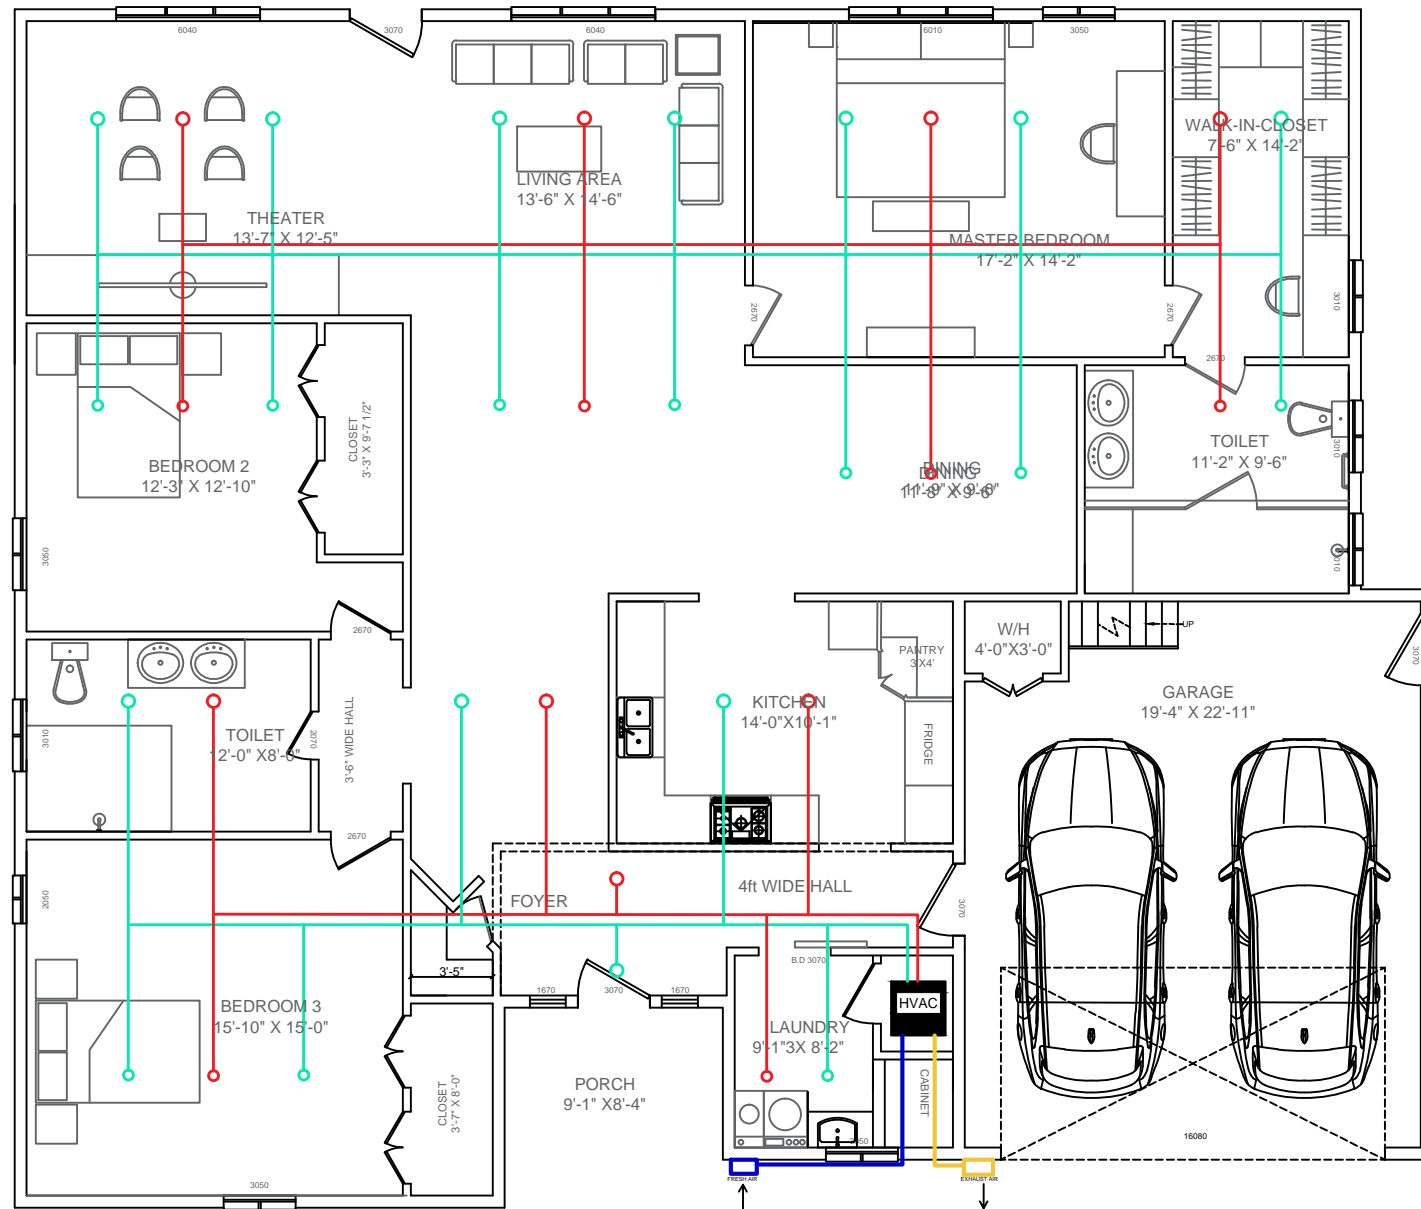 6040
3070
6040
6010
3050
WALK-IN-CLOSET
7'-6" X 14'-2'
LIVING AREA
13'-6" X 14'-6"
THEATER
13'-7" X 12'-5"
MASTER BEDROOM
17'-2" X 14'-2"
2670
2670
3010
2670
CLOSET
3'-3" X 9'-7 1/2"
BEDROOM 2
12'-3" X 12'-10"
TOILET
11'-2" X 9'-6"
3010
DINING
DINING
3050
3010
2670
W/H
4'-0"X3'-0"
UP
PANTRY
3'X4'
3070
KITCHEN
14'-0"X10'-1"
GARAGE
19'-4" X 22'-11"
FRIDGE
TOILET
12'-0" X8'-6"
3010
2070
3'-6" WIDE HALL
2670
2050
FOYER
4ft WIDE HALL
3070
B.D 3070
3'-5"
1670
3070
1670
HVAC
BEDROOM 3
15'-10" X 15'-0"
LAUNDRY
9'-1"3X 8'-2"
CLOSET
3'-7" X 8'-0"
PORCH
9'-1" X8'-4"
CABINET
3050
16080
FRESH AIR
EXHAUST AIR
3050